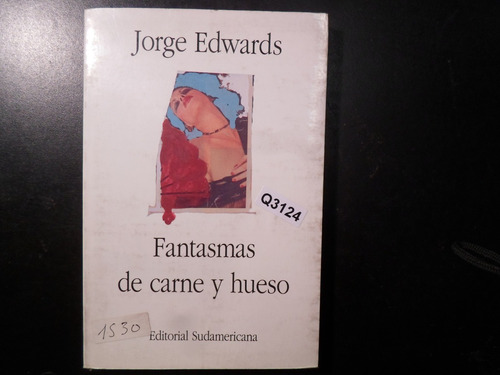 Jorge Edwards
Q3124
Fantasmas
de carne y hueso
1530
Editorial Sudamericana